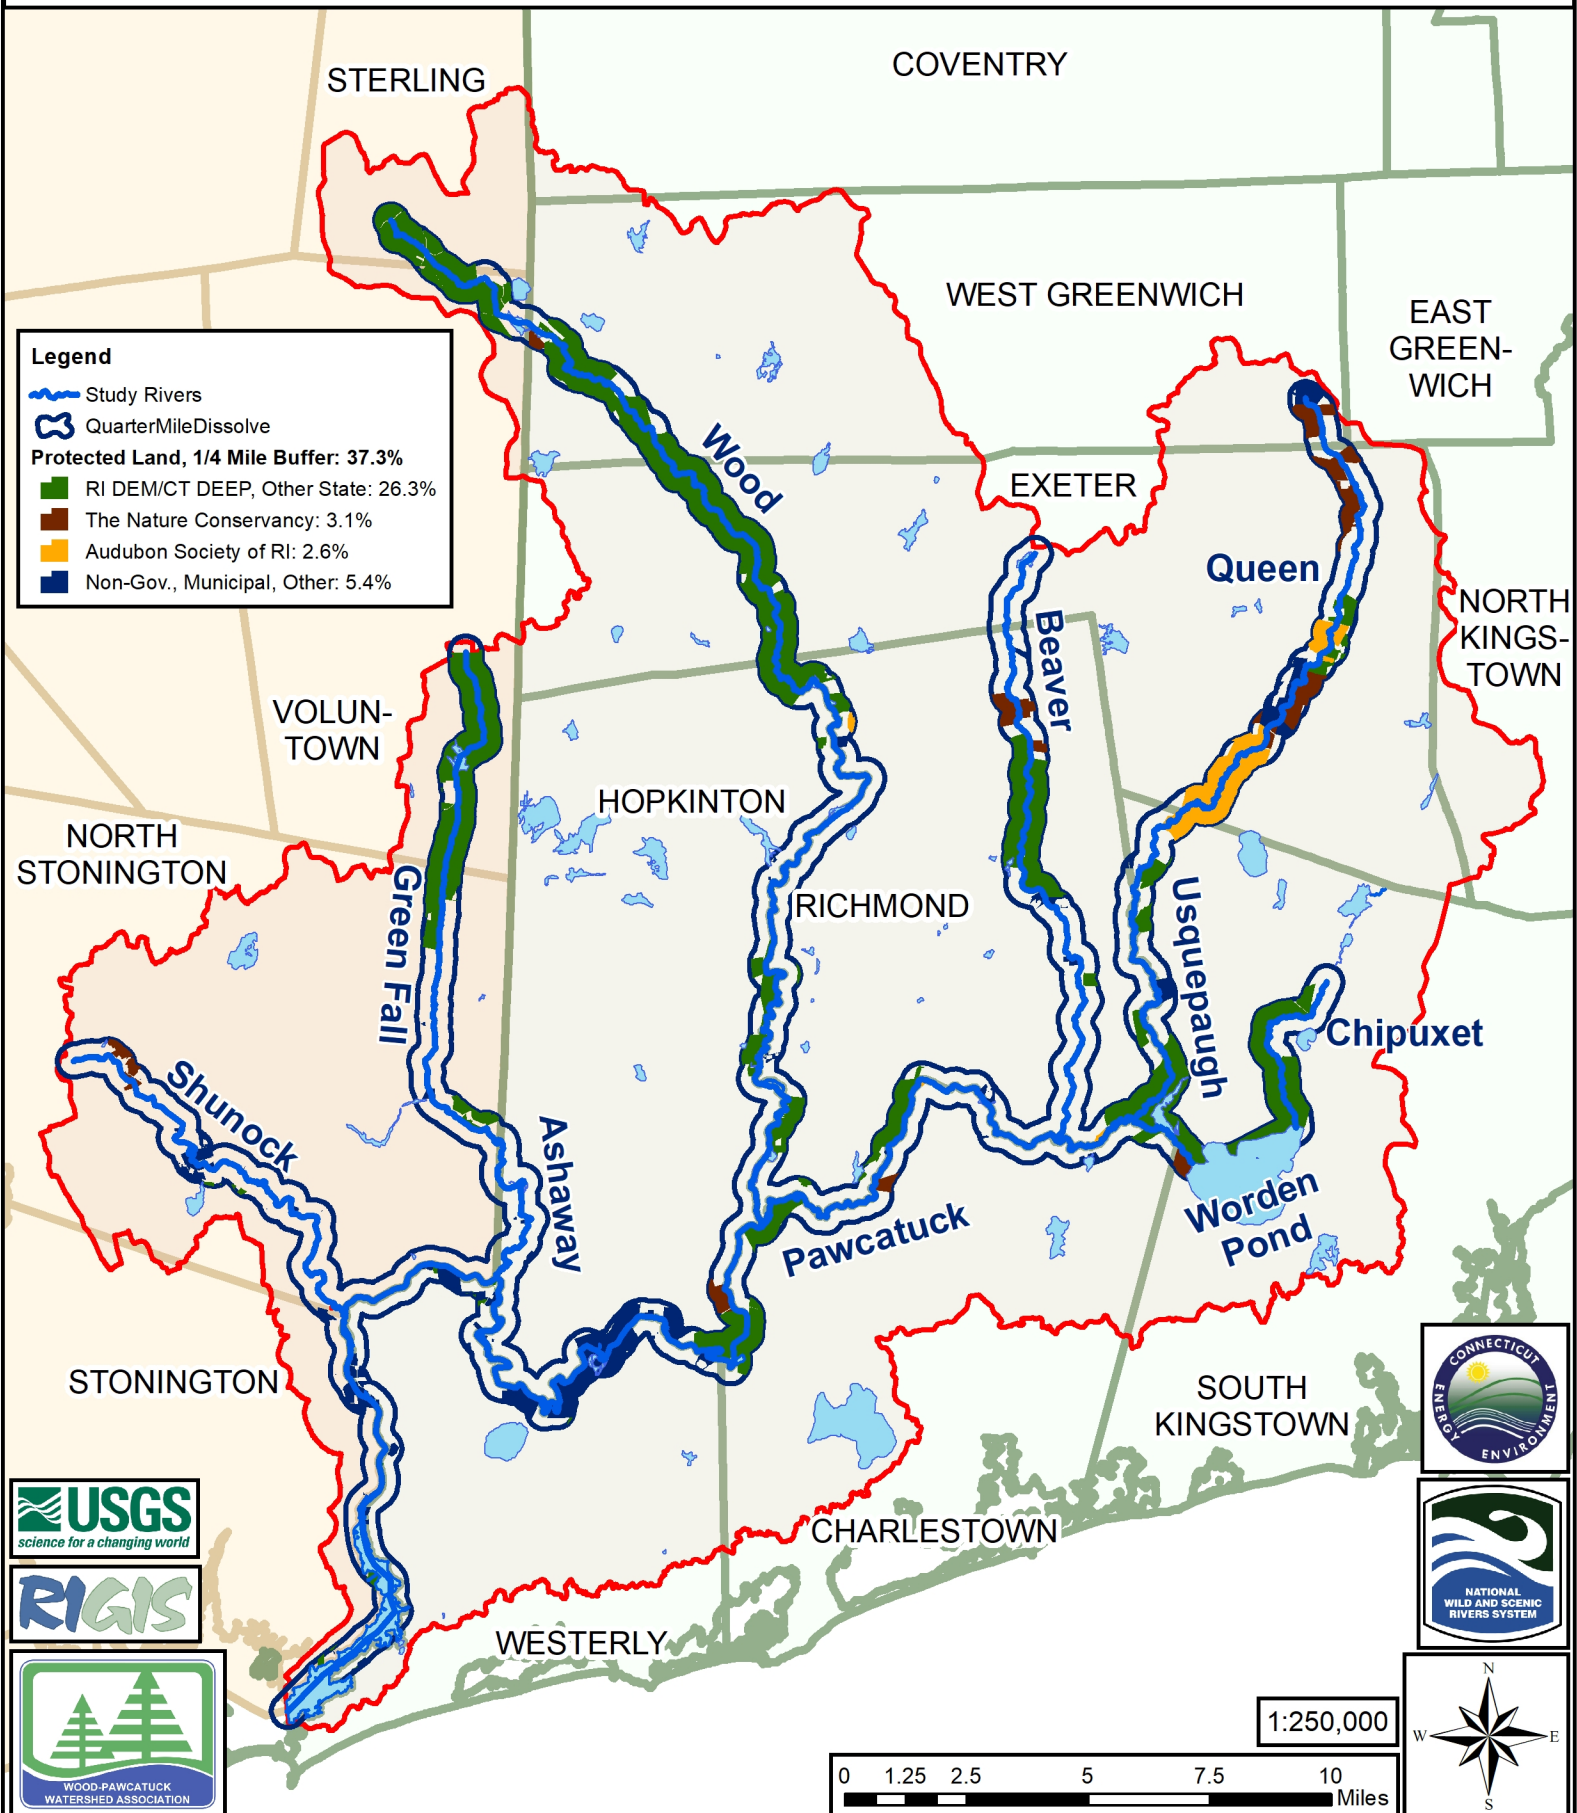 COVENTRY
STERLING
WEST GREENWICH
EAST
GREEN-
WICH
Legend
Study Rivers
QuarterMileDissolve
Protected Land, 1/4 Mile Buffer: 37.3%
RI DEM/CT DEEP, Other State: 26.3%
The Nature Conservancy: 3.1%
Audubon Society of RI: 2.6%
Non-Gov., Municipal, Other: 5.4%
Wood
EXETER
Queen
NORTH
KINGS-
TOWN
Beaver
VOLUN-
TOWN
HOPKINTON
NORTH
STONINGTON
Green Fall
RICHMOND
Usquepaugh
Chipuxet
Shunock
Ashaway
Pawcatuck
Worden
Pond
STONINGTON
SOUTH
KINGSTOWN
CONNECTICUT
ENERGY
ENVIRONMENT
USGS
science for a changing world
CHARLESTOWN
RIGIS
NATIONAL
WILD AND SCENIC
RIVERS SYSTEM
WESTERLY
WOOD-PAWCATUCK
WATERSHED ASSOCIATION
1:250,000
N
W
E
S
0 1.25 2.5 5 7.5 10
Miles